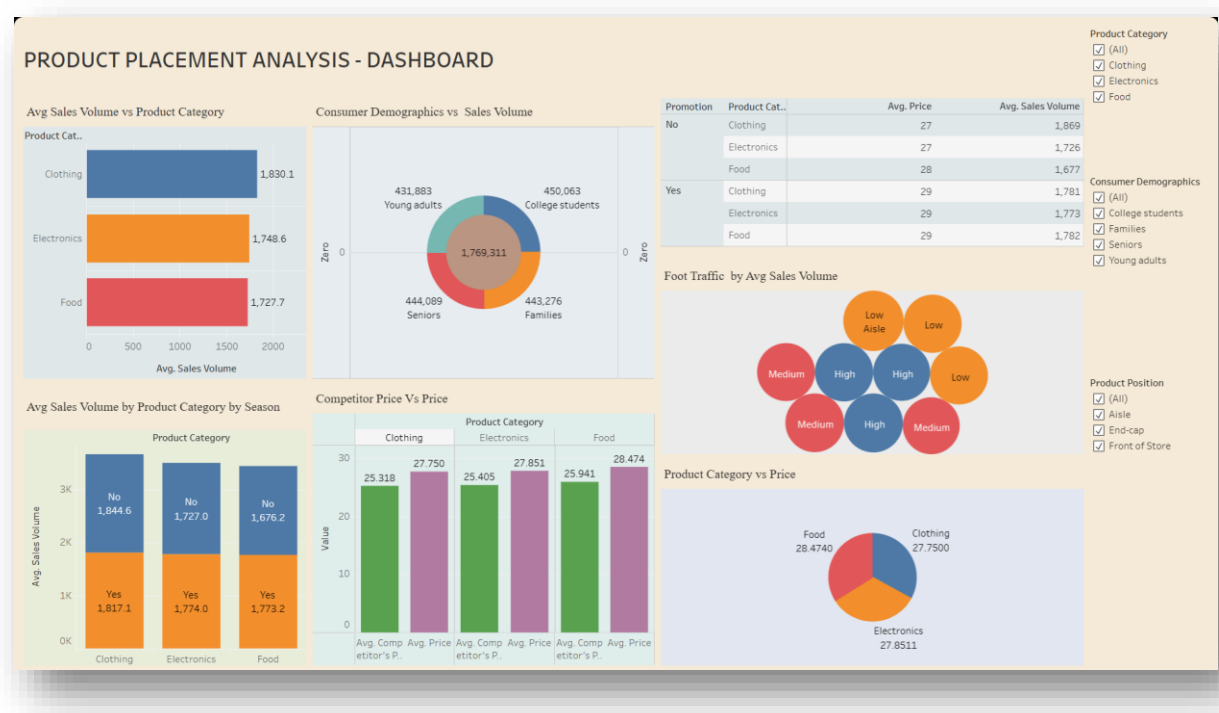 PRODUCT PLACEMENT ANALYSIS - DASHBOARD
Avg Sales Volume vs Product Category
Product Cat..
Clothing
1,830.1
Electronics
1,748.6
Food
1,727.7
0 500 1000 1500 2000
Avg. Sales Volume
Consumer Demographics vs Sales Volume
431,883
Young adults
450,063
College students
Zero
0
1,769,311
0
Zero
444,089
Seniors
443,276
Families
Promotion Product Cat.. Avg. Price Avg. Sales Volume
No Clothing 27 1,869
Electronics 27 1,726
Food 28 1,677
Yes Clothing 29 1,781
Electronics 29 1,773
Food 29 1,782
Foot Traffic by Avg Sales Volume
Low
Aisle
Low
Medium
High
High
Low
Medium
High
Medium
Avg Sales Volume by Product Category by Season
Product Category
Avg. Sales Volume
3K
2K
1K
0K
No
1,844.6
No
1,727.0
No
1,676.2
Yes
1,817.1
Yes
1,774.0
Yes
1,773.2
Clothing Electronics Food
Competitor Price Vs Price
Product Category
Clothing Electronics Food
Value
30
20
10
0
25.318
27.750
25.405
27.851
25.941
28.474
Avg. Comp
etitor's P..
Avg. Price
Avg. Comp
etitor's P..
Avg. Price
Avg. Comp
etitor's P..
Avg. Price
Product Category vs Price
Food
28.4740
Clothing
27.7500
Electronics
27.8511
Product Category
(All)
Clothing
Electronics
Food
Consumer Demographics
(All)
College students
Families
Seniors
Young adults
Product Position
(All)
Aisle
End-cap
Front of Store